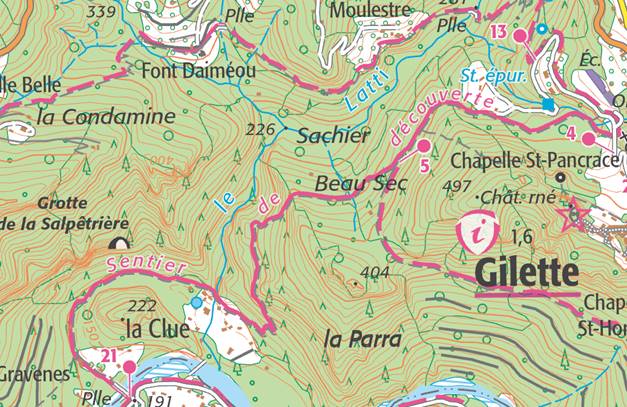 339
Plle
Moulestre
Plle
13
Éc.
Font Daiméou
lle Belle
Latti
St. épur.
la Condamine
226
Sachier
découverte
4
5
Chapelle St-Pancrace
400
Beau Sec
497
Chât. rné
Grotte
de la Salpêtrière
le
de
i
1,6
Sentier
404
Gilette
222
la Clue
la Parra
Chap
St-Hon
21
Gravenes
Plle
191